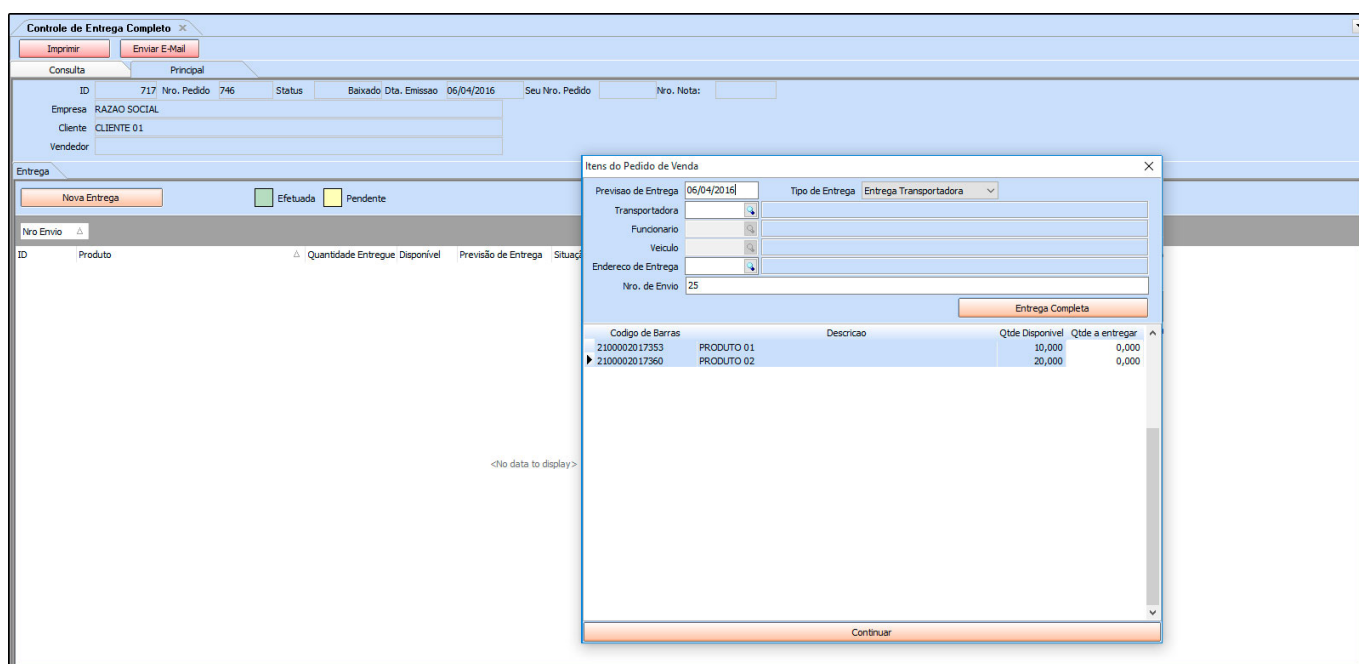 Controle de Entrega Completo
Imprimir Enviar E-Mail
Consulta Principal
ID 717 Nro. Pedido 746 Status Baixado Dta. Emissao 06/04/2016 Seu Nro. Pedido Nro. Nota:
Empresa RAZAO SOCIAL
Cliente CLIENTE 01
Vendedor
Entrega
Nova Entrega Efetuada Pendente
Nro Envio
ID Produto Quantidade Entregue Disponível Previsão de Entrega
<No data to display>
Itens do Pedido de Venda
Previsao de Entrega 06/04/2016 Tipo de Entrega Entrega Transportadora
Transportadora
Funcionario
Veiculo
Endereco de Entrega
Nro. de Envio 25
Entrega Completa
Codigo de Barras Descricao Qtde Disponivel Qtde a entregar
2100002017353 PRODUTO 01 10,000 0,000
2100002017360 PRODUTO 02 20,000 0,000
Continuar